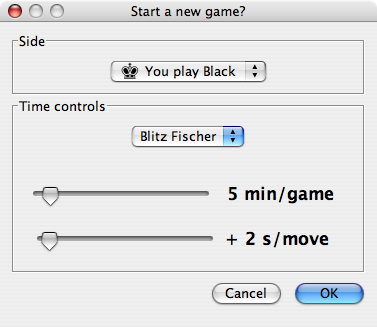 Start a new game?
Side
You play Black
Time controls
Blitz Fischer
5 min/game
+ 2 s/move
Cancel
OK